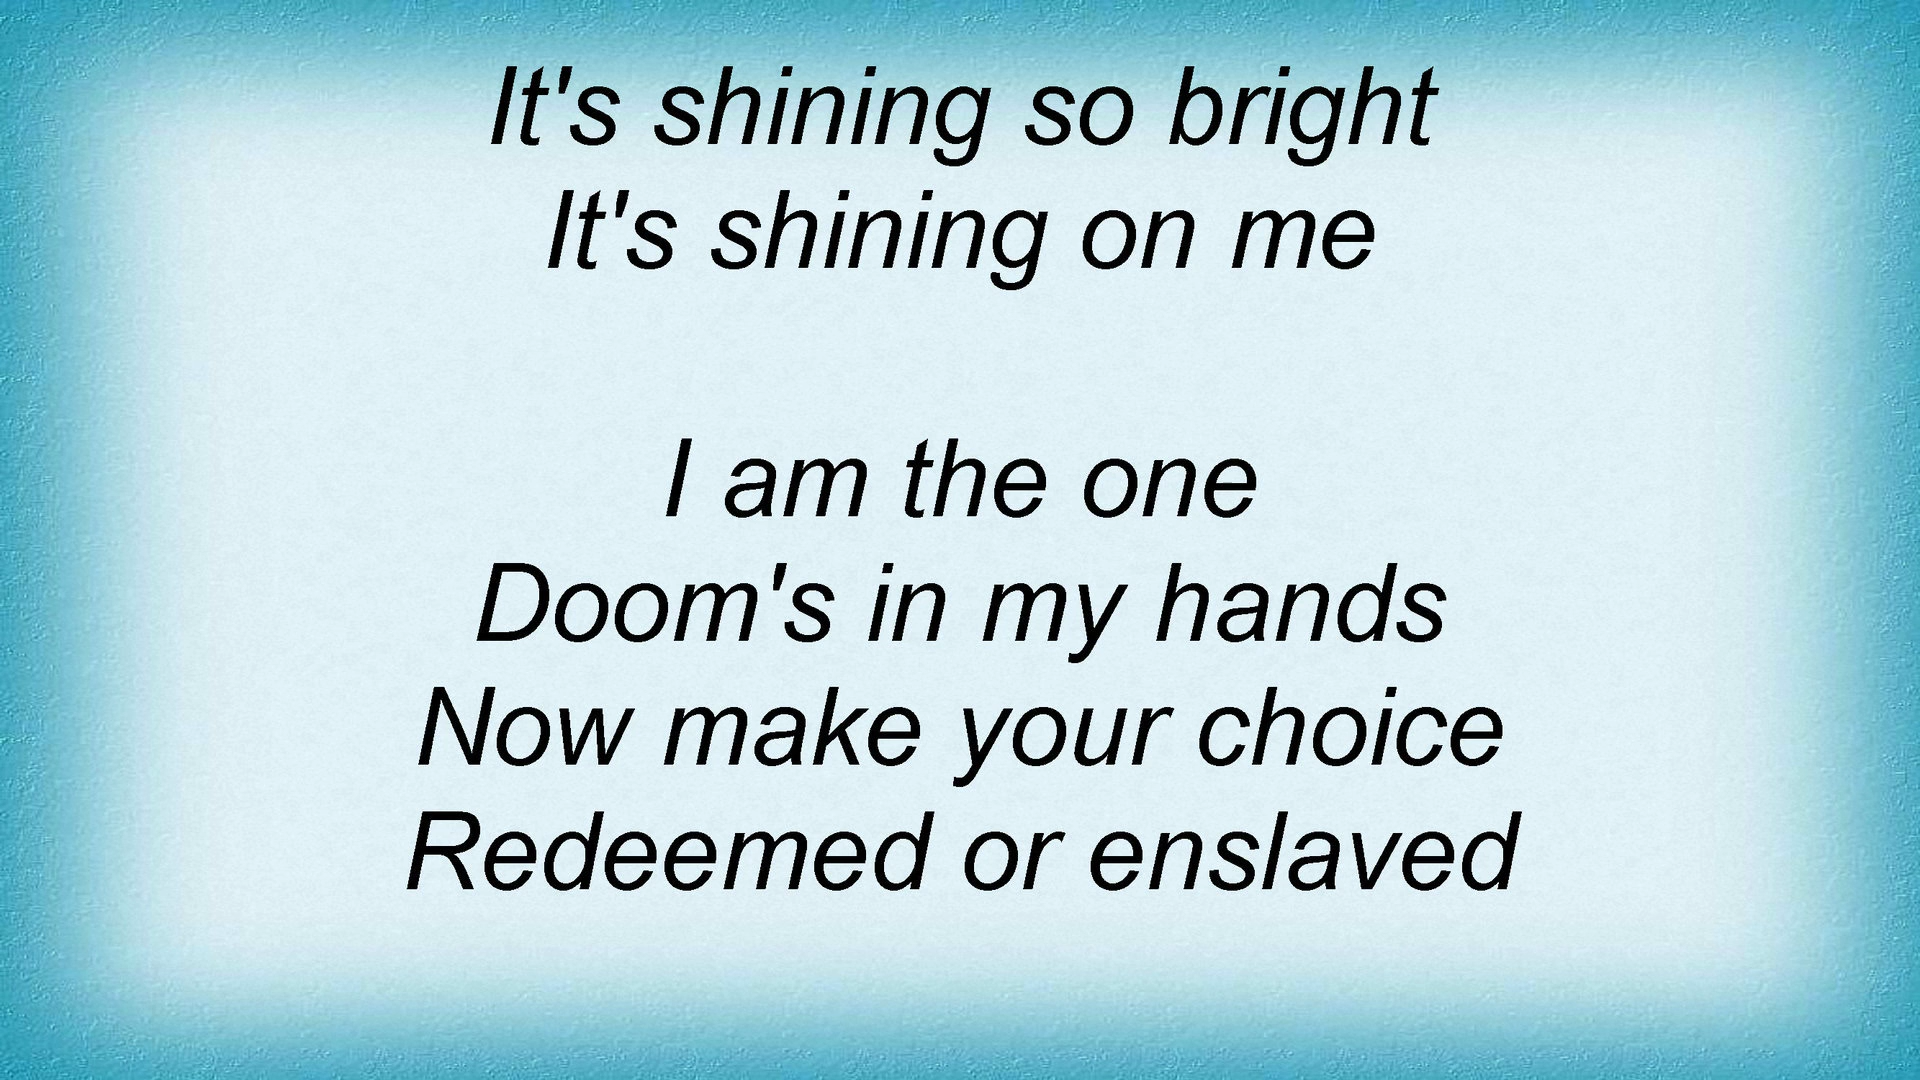 It's shining so bright
It's shining on me
I am the one
Doom's in my hands
Now make your choice
Redeemed or enslaved